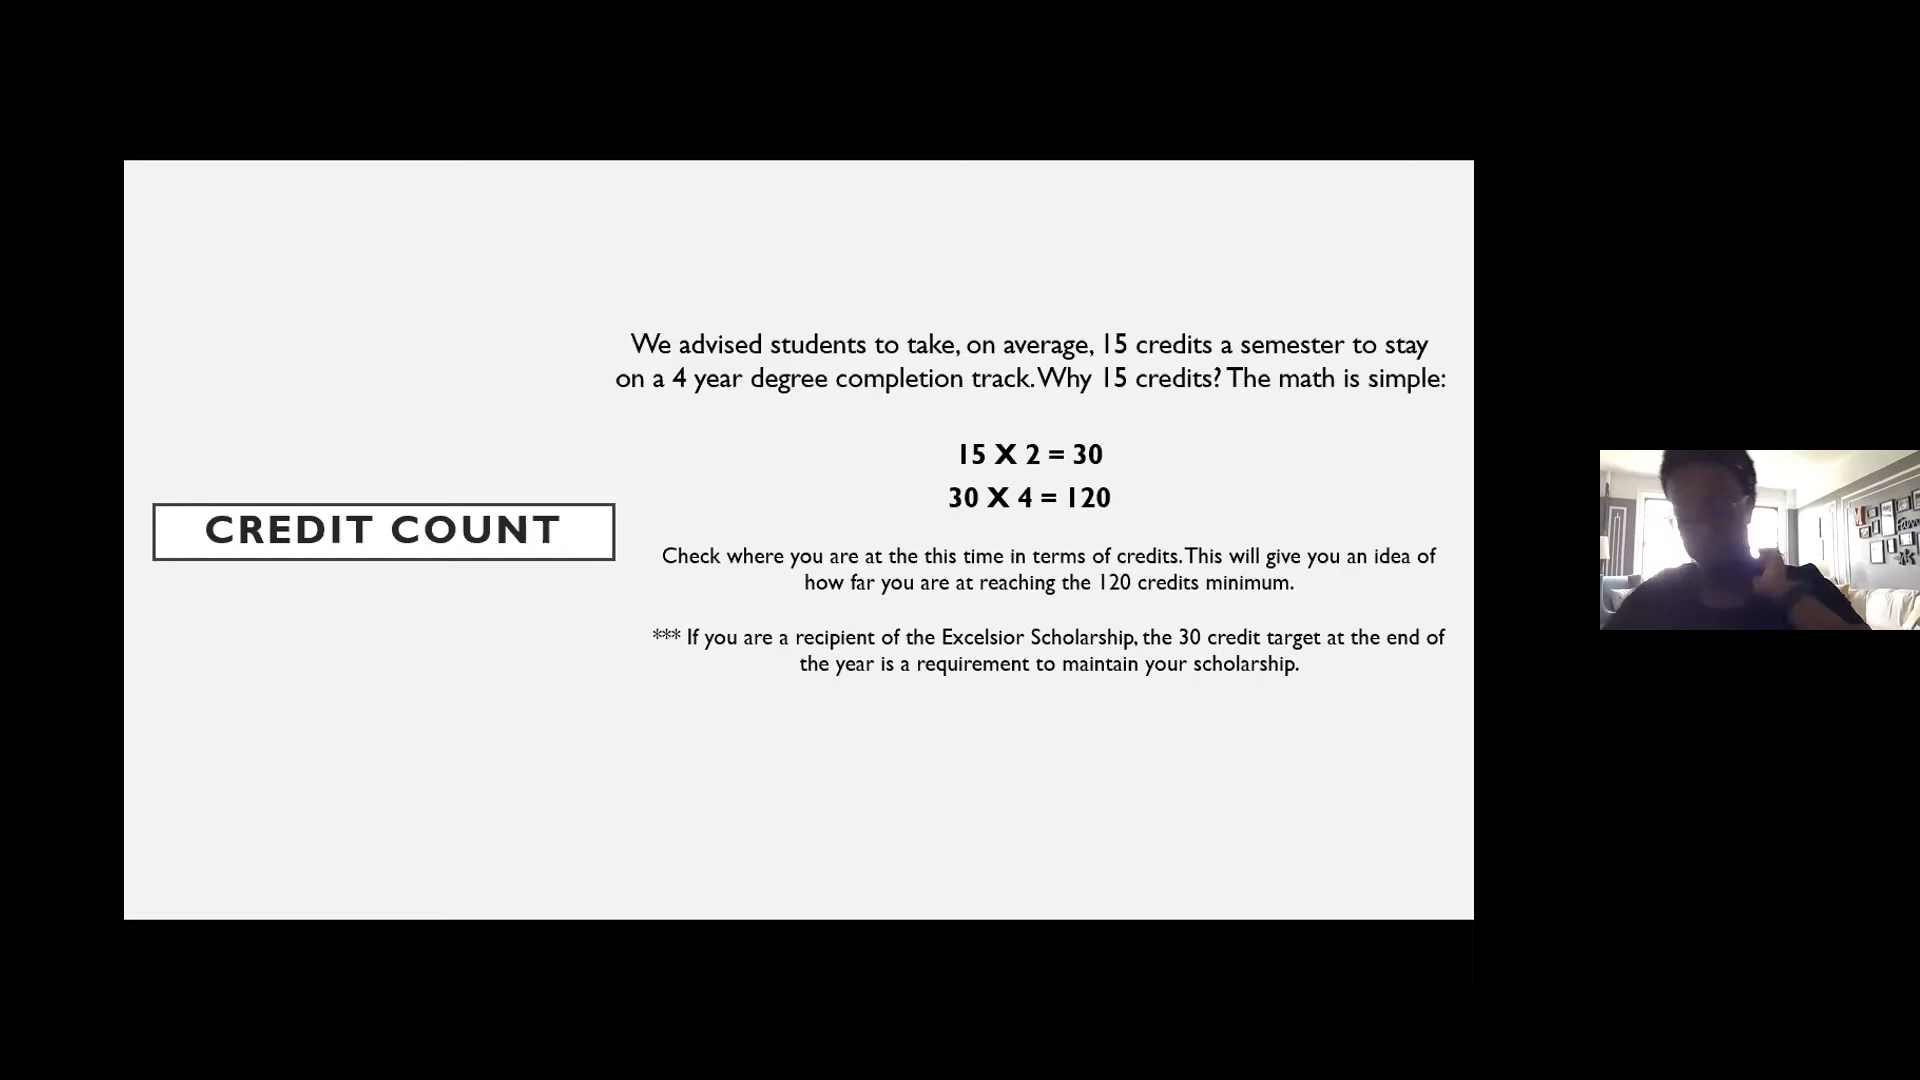 CREDIT COUNT
We advised students to take, on average, 15 credits a semester to stay
on a 4 year degree completion track. Why 15 credits? The math is simple:
15 X 2 = 30
30 X 4 = 120
Check where you are at the this time in terms of credits. This will give you an idea of
how far you are at reaching the 120 credits minimum.
*** If you are a recipient of the Excelsior Scholarship, the 30 credit target at the end of
the year is a requirement to maintain your scholarship.